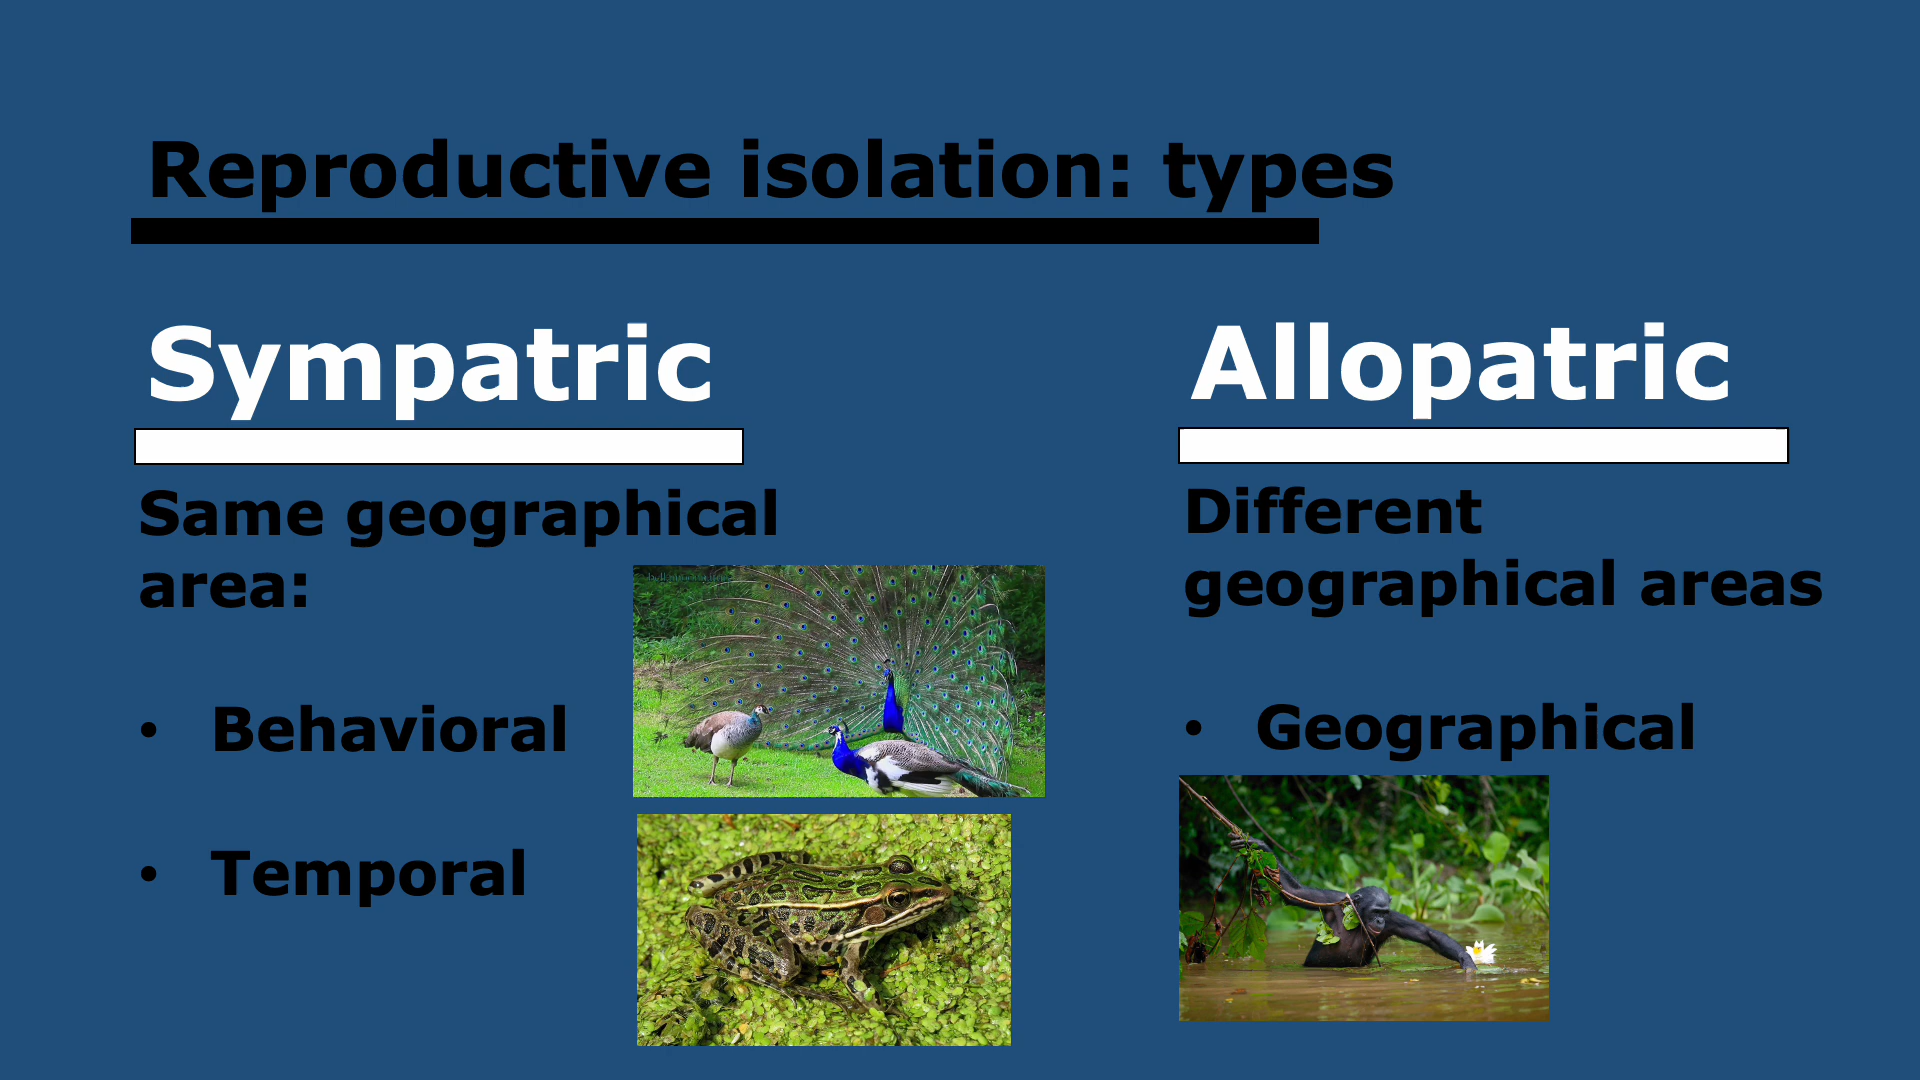 Reproductive isolation: types
Sympatric
Same geographical
area:
• Behavioral
• Temporal
Allopatric
Different
geographical areas
• Geographical